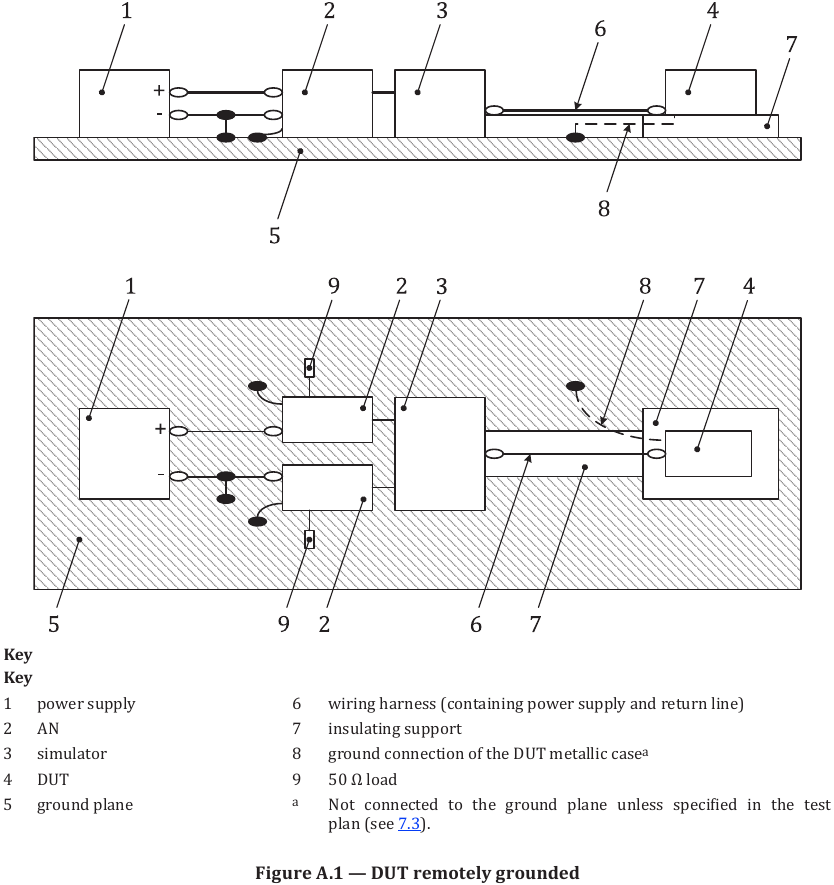 1 2 3 4
6
7
+
-
8
5
1 9 2 3 8 7 4
+
-
5 9 2 6 7
Key
Key
1 power supply 6 wiring harness (containing power supply and return line)
2 AN 7 insulating support
3 simulator 8 ground connection of the DUT metallic caseᵃ
4 DUT 9 50 Ω load
5 ground plane ᵃ Not connected to the ground plane unless specified in the test
plan (see 7.3).
Figure A.1 — DUT remotely grounded